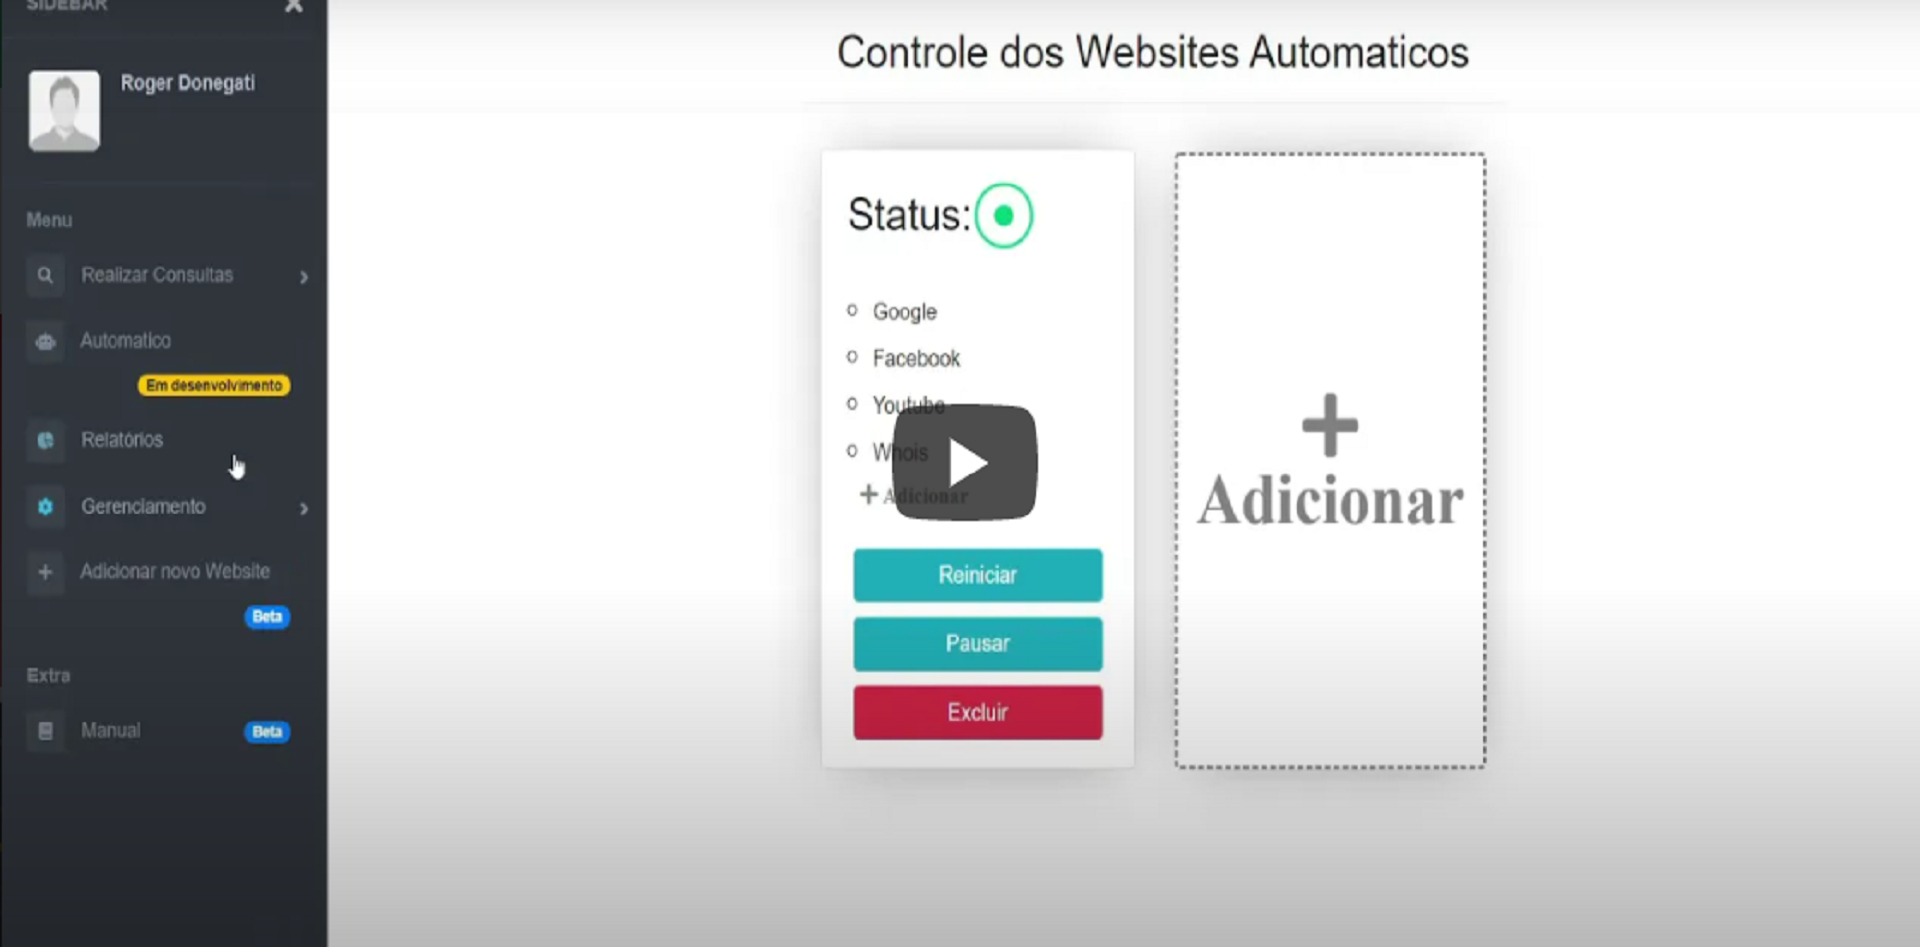 SIDEBAR
Roger Donegati
Menu
Realizar Consultas
Automatico
Em desenvolvimento
Relatórios
Gerenciamento
Adicionar novo Website
Beta
Extra
Manual
Beta
Controle dos Websites Automaticos
Status:
Google
Facebook
Youtube
Whois
Adicionar
Reiniciar
Pausar
Excluir
Adicionar